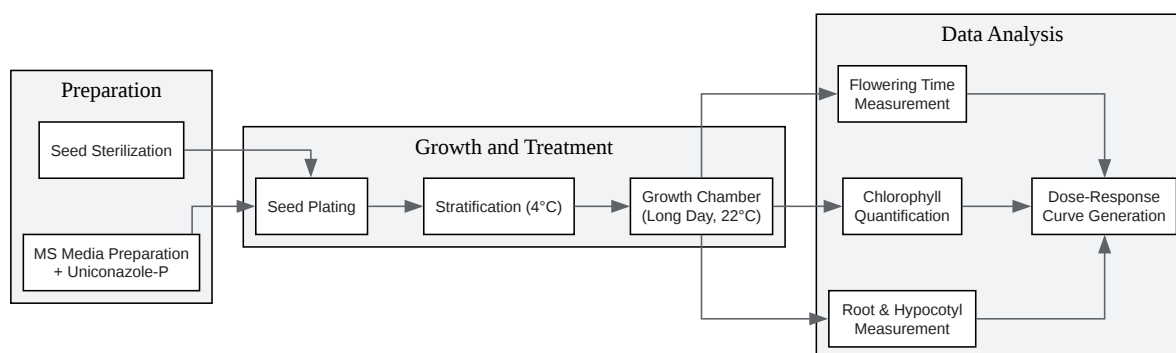 Preparation
Seed Sterilization
MS Media Preparation
+ Uniconazole-P
Growth and Treatment
Seed Plating
Stratification (4°C)
Growth Chamber
(Long Day, 22°C)
Data Analysis
Flowering Time
Measurement
Chlorophyll
Quantification
Root & Hypocotyl
Measurement
Dose-Response
Curve Generation